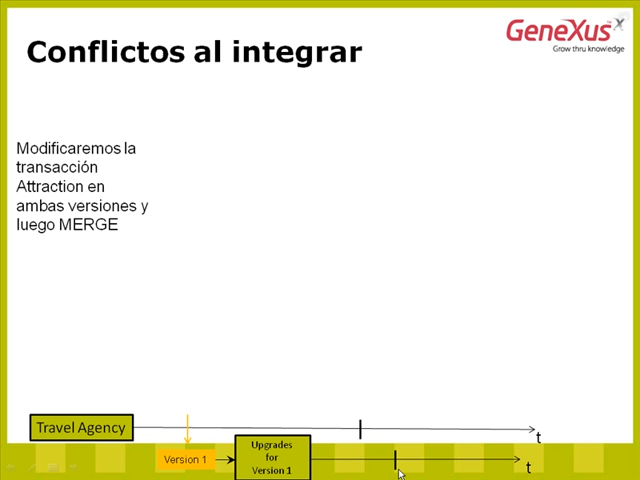 Conflictos al integrar
GeneXus X
Grow thru knowledge
Modificaremos la
transacción
Attraction en
ambas versiones y
luego MERGE
Travel Agency
t
Version 1
Upgrades
for
Version 1
t